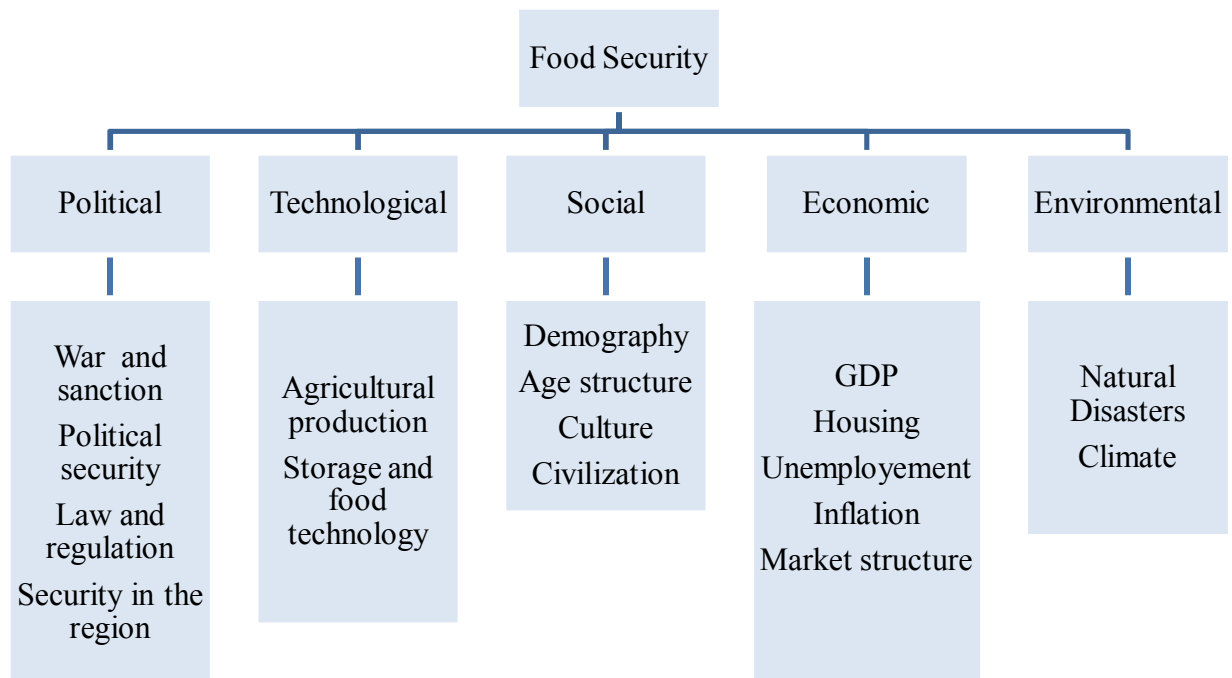 Food Security
Political
Technological
Social
Economic
Environmental
War and
sanction
Political
security
Law and
regulation
Security in the
region
Agricultural
production
Storage and
food
technology
Demography
Age structure
Culture
Civilization
GDP
Housing
Unemployement
Inflation
Market structure
Natural
Disasters
Climate